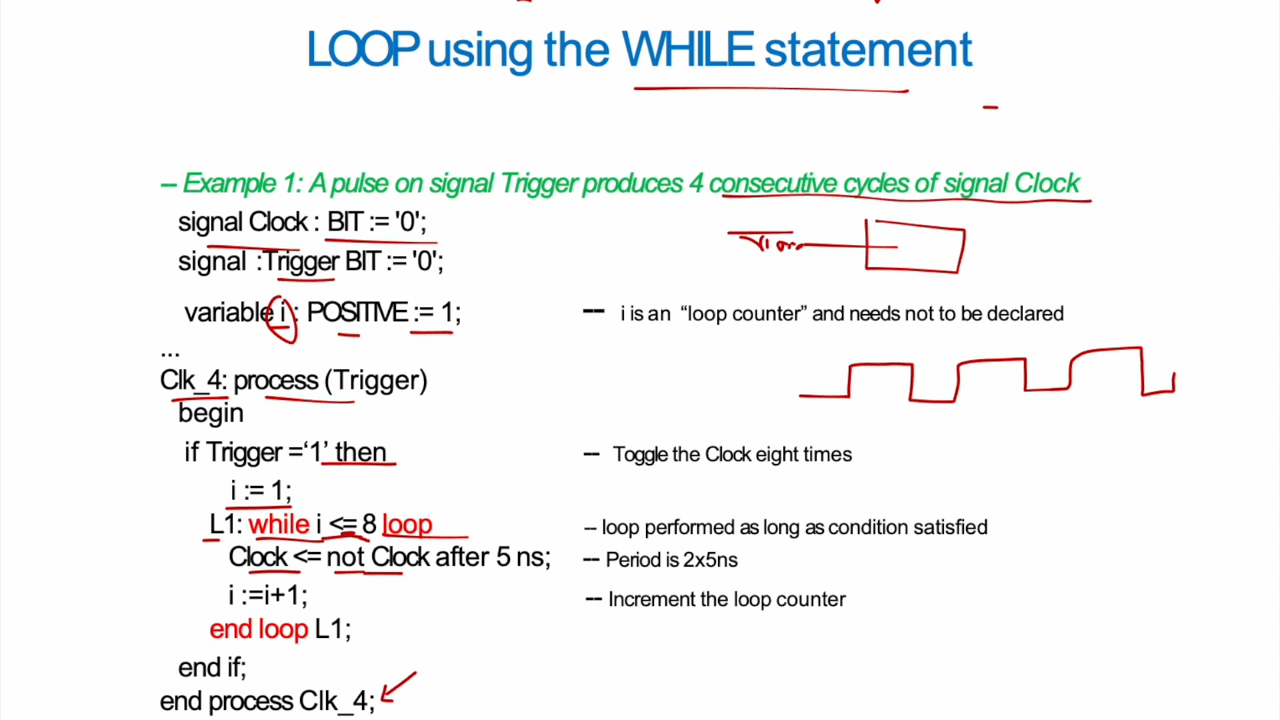 LOOP using the WHILE statement
-- Example 1: A pulse on signal Trigger produces 4 consecutive cycles of signal Clock
signal Clock : BIT := '0';
signal :Trigger BIT := '0';
variable i : POSITIVE := 1; -- i is an “loop counter” and needs not to be declared
...
Clk_4: process (Trigger)
begin
if Trigger =‘1’ then -- Toggle the Clock eight times
i := 1;
L1: while i <= 8 loop -- loop performed as long as condition satisfied
Clock <= not Clock after 5 ns; -- Period is 2x5ns
i :=i+1; -- Increment the loop counter
end loop L1;
end if;
end process Clk_4;